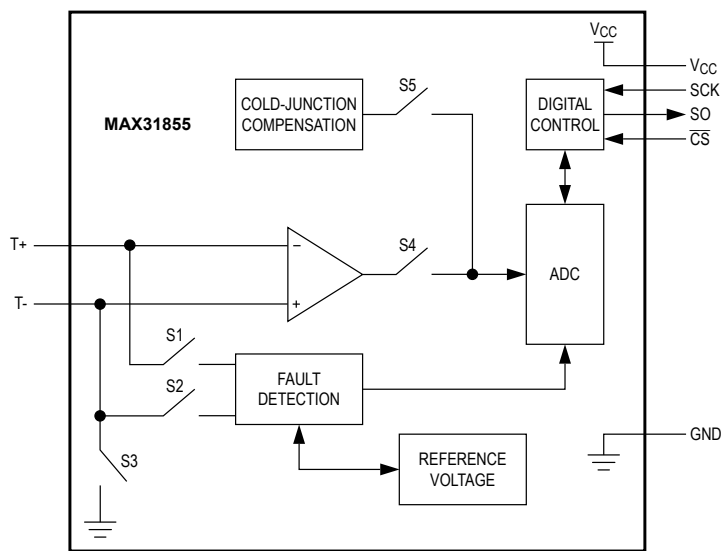 VCC
VCC
S5
SCK
COLD-JUNCTION
COMPENSATION
DIGITAL
CONTROL
SO
MAX31855
CS
T+
−
S4
ADC
T-
+
S1
FAULT
DETECTION
S2
GND
S3
REFERENCE
VOLTAGE